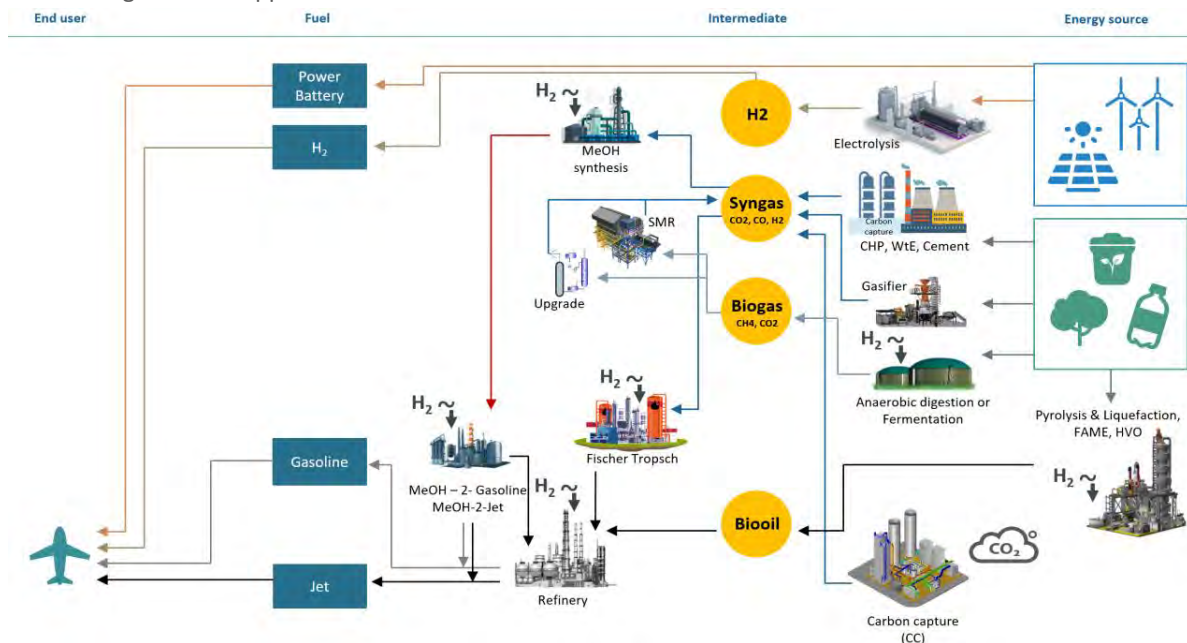 End user
Fuel
Intermediate
Energy source
Power
Battery
H₂
H₂ ~
MeOH
synthesis
H2
Electrolysis
Syngas
CO2, CO, H2
SMR
Upgrade
Carbon
capture
CHP, WtE, Cement
Gasifier
Biogas
CH4, CO2
H₂ ~
Anaerobic digestion or
Fermentation
Pyrolysis & Liquefaction,
FAME, HVO
H₂ ~
H₂ ~
Fischer Tropsch
H₂ ~
Gasoline
MeOH – 2- Gasoline
MeOH-2-Jet
H₂ ~
Biooil
CO₂
Jet
Refinery
Carbon capture
(CC)